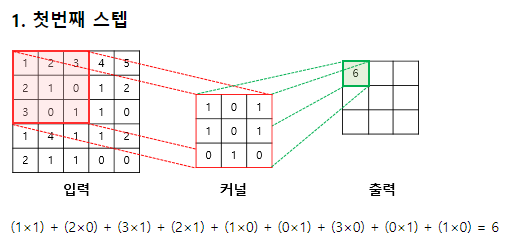 1. 첫번째 스텝
1 2 3 4 5
2 1 0 1 2
3 0 1 1 0
1 4 1 1 2
2 1 1 0 0
1 0 1
1 0 1
0 1 0
6
입력 커널 출력
(1×1) + (2×0) + (3×1) + (2×1) + (1×0) + (0×1) + (3×0) + (0×1) + (1×0) = 6